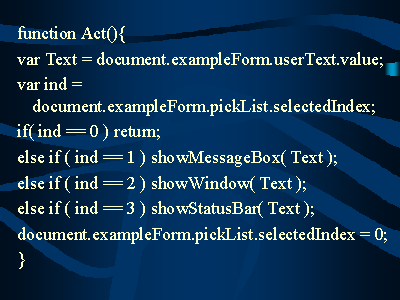 function Act(){
var Text = document.exampleForm.userText.value;
var ind =
document.exampleForm.pickList.selectedIndex;
if( ind == 0 ) return;
else if ( ind == 1 ) showMessageBox( Text );
else if ( ind == 2 ) showWindow( Text );
else if ( ind == 3 ) showStatusBar( Text );
document.exampleForm.pickList.selectedIndex = 0;
}